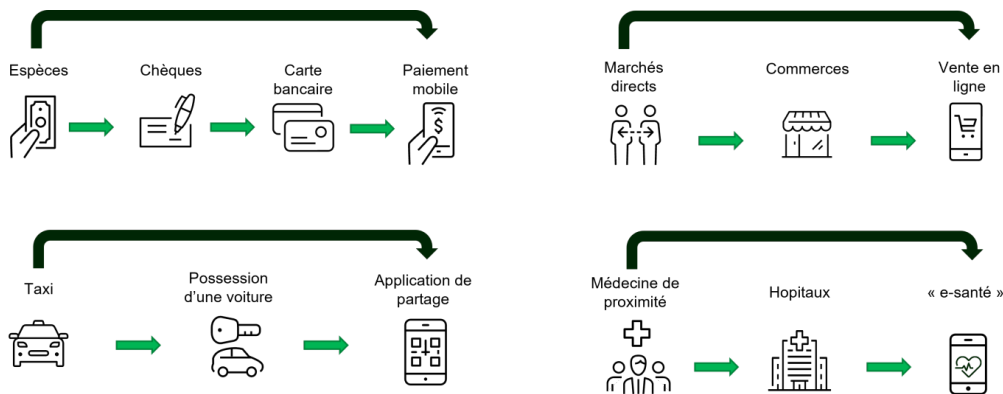 Espèces
Chèques
Carte
bancaire
Paiement
mobile
Marchés
directs
Commerces
Vente en
ligne
Taxi
Possession
d'une voiture
Application de
partage
Médecine de
proximité
Hopitaux
« e-santé »